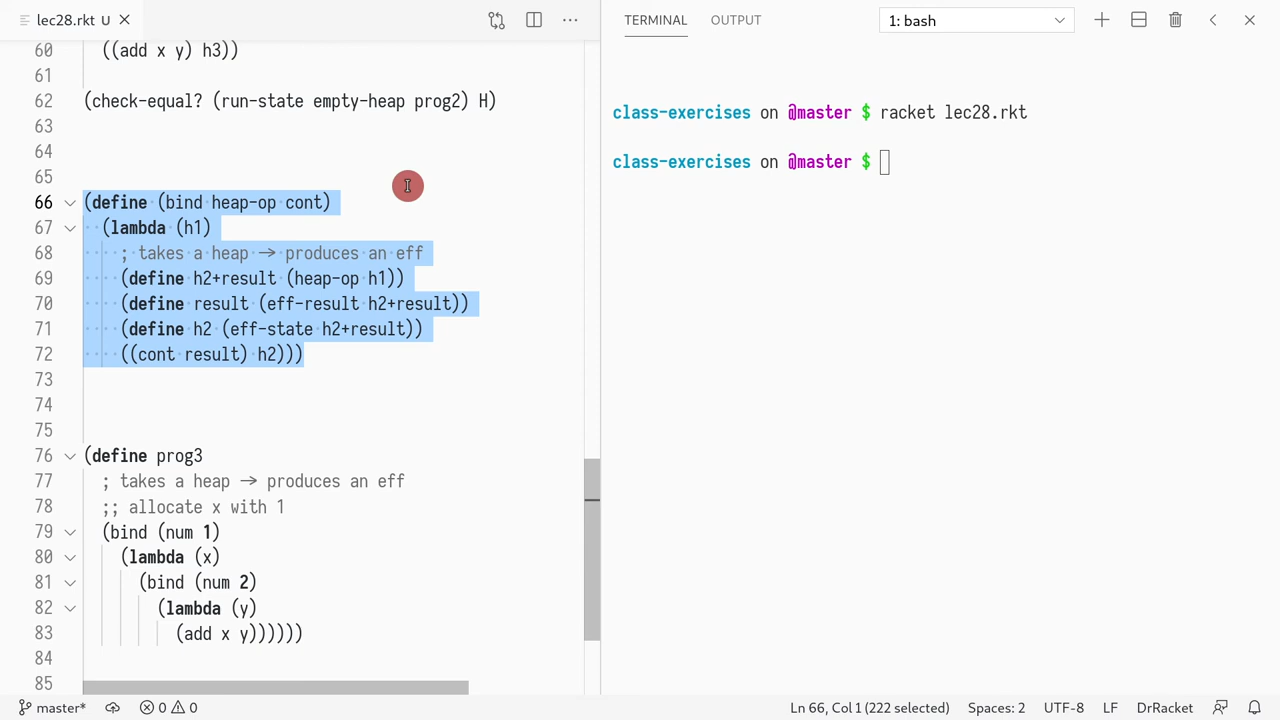 lec28.rkt U
TERMINAL OUTPUT 1: bash
60 ((add x y) h3))
61
62 (check-equal? (run-state empty-heap prog2) H)
63
64
65
66 (define (bind heap-op cont)
67 (lambda (h1)
68 ; takes a heap → produces an eff
69 (define h2+result (heap-op h1))
70 (define result (eff-result h2+result))
71 (define h2 (eff-state h2+result))
72 ((cont result) h2)))
73
74
75
76 (define prog3
77 ; takes a heap → produces an eff
78 ;; allocate x with 1
79 (bind (num 1)
80 (lambda (x)
81 (bind (num 2)
82 (lambda (y)
83 (add x y))))))
84
85
class-exercises on @master $ racket lec28.rkt
class-exercises on @master $
master* 0 0 Ln 66, Col 1 (222 selected) Spaces: 2 UTF-8 LF DrRacket